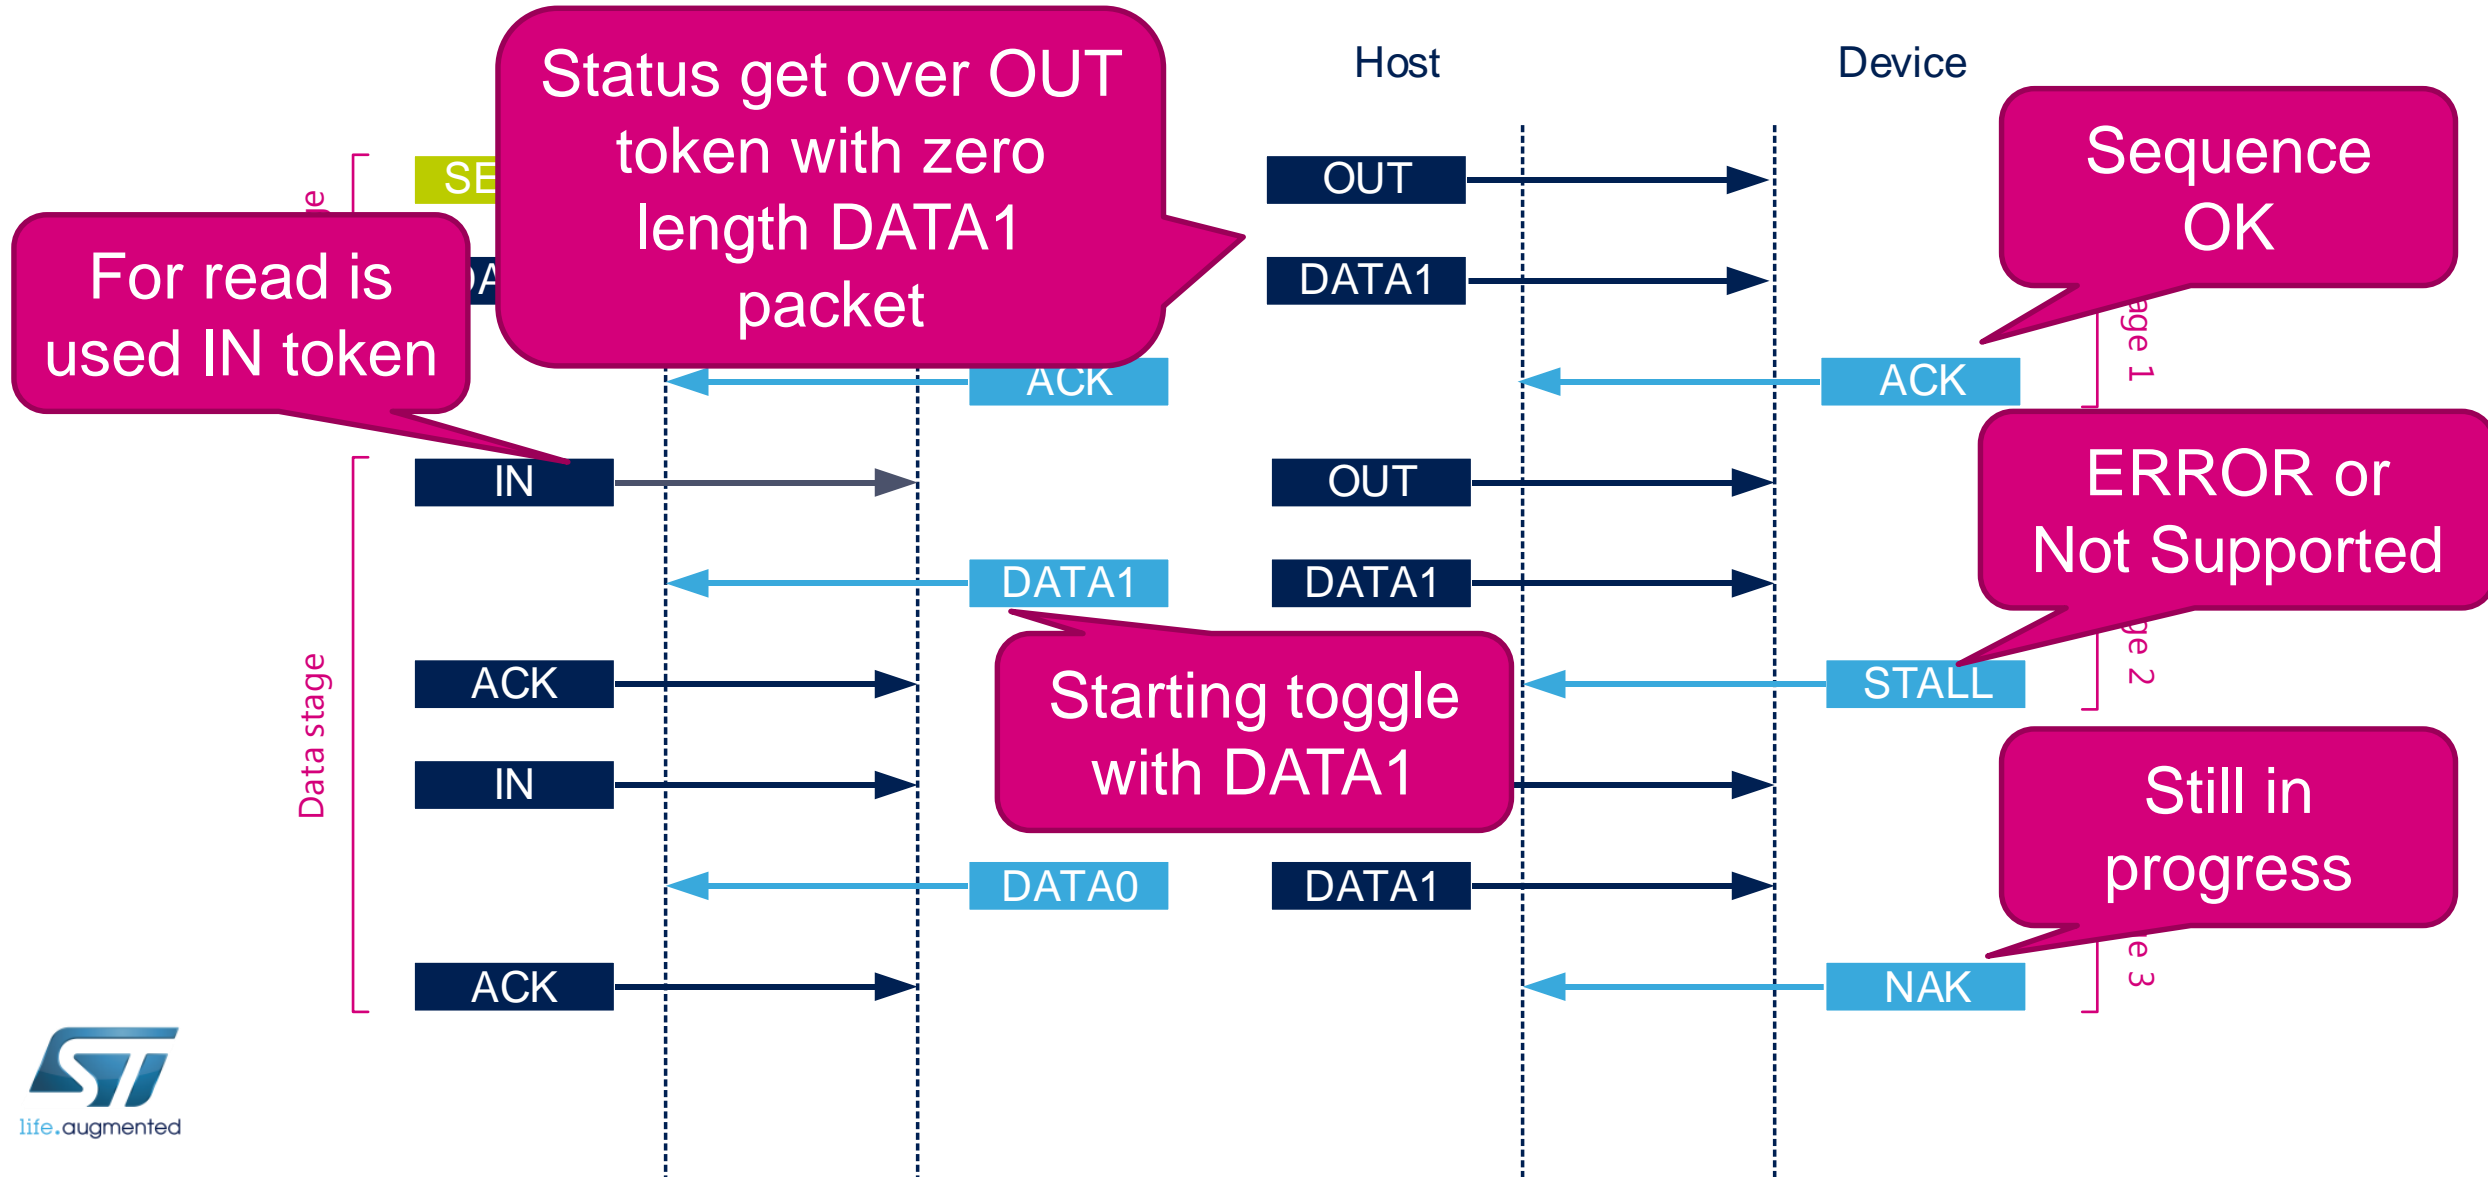 Status get over OUT
token with zero
length DATA1
packet
Host
Device
Sequence
OK
OUT
For read is
used IN token
DATA1
ACK
ACK
IN
OUT
ERROR or
Not Supported
DATA1
DATA1
Data stage
ACK
Starting toggle
with DATA1
STALL
IN
Still in
progress
DATA0
DATA1
ACK
NAK
life.augmented